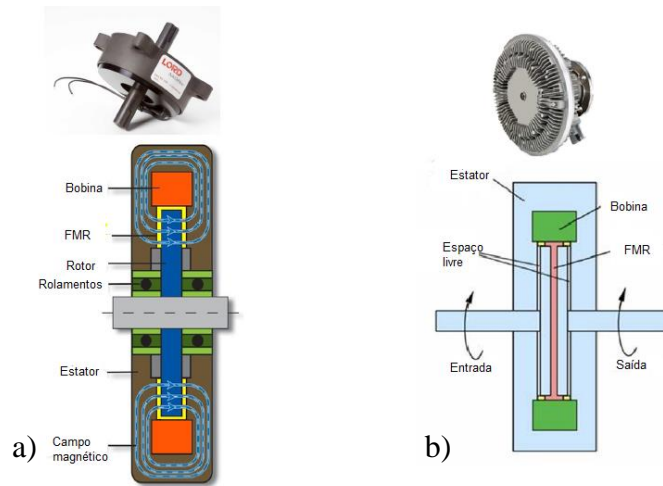 LORD
Bobina
FMR
Rotor
Rolamentos
Estator
Campo
magnético
a)
Estator
Bobina
Espaço
livre
FMR
Entrada
Saída
b)